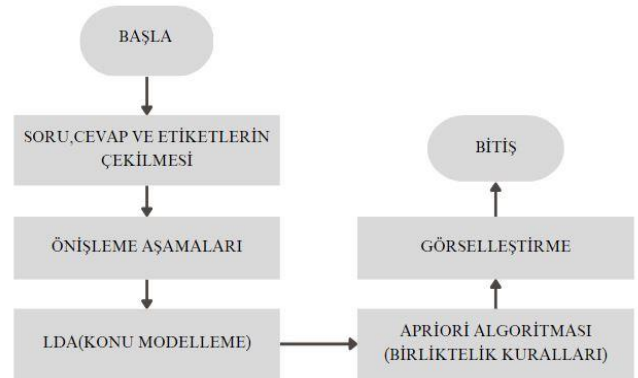 BAŞLA
SORU,CEVAP VE ETİKETLERİN
ÇEKİLMESİ
ÖNİŞLEME AŞAMALARI
LDA(KONU MODELLEME)
APRİORİ ALGORİTMASI
(BİRLİKTELİK KURALLARI)
GÖRSELLEŞTİRME
BİTİŞ